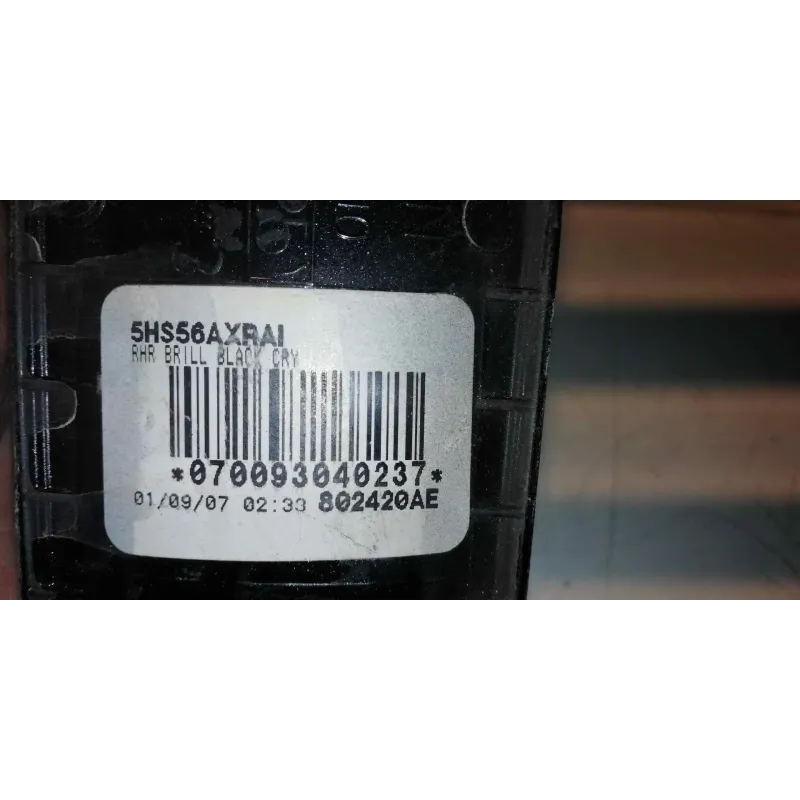 5HS56AXRAI
RHR BRILL BLACK CRY
*070093040237*
01/09/07 02:33 802420AE